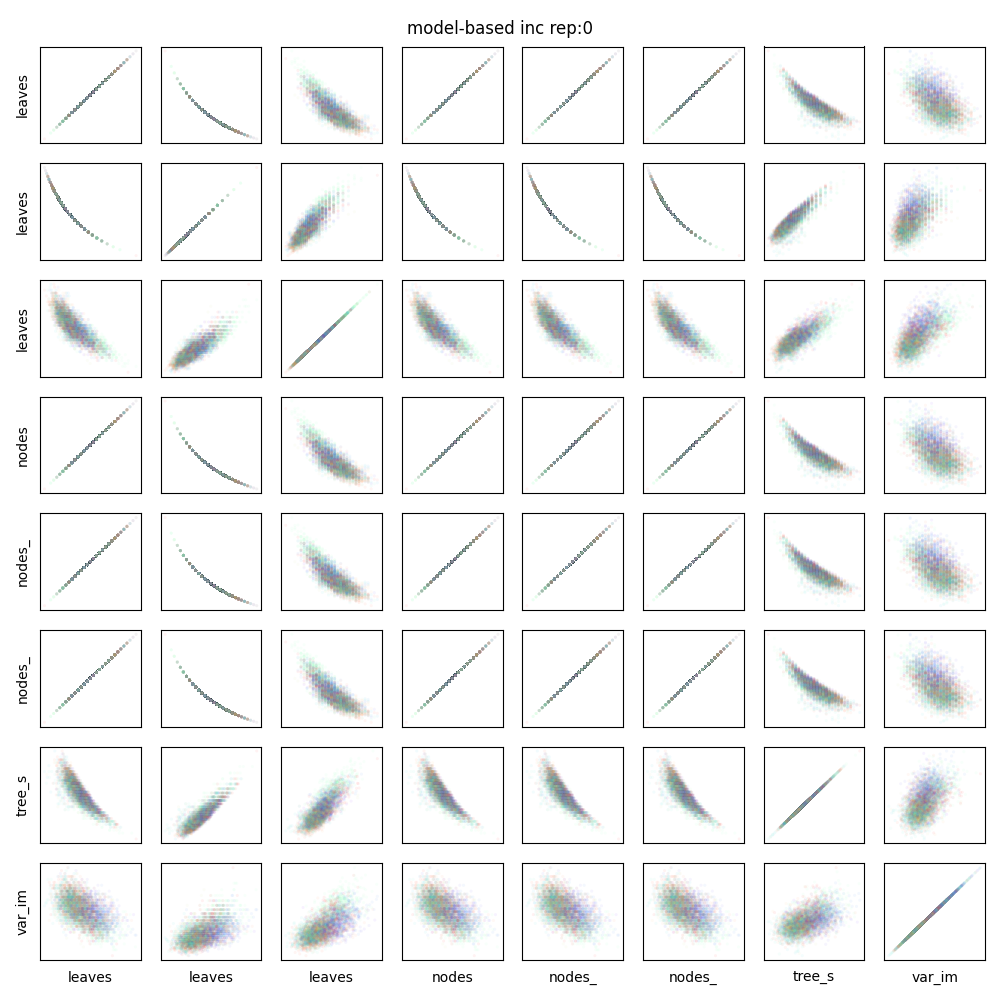 model-based inc rep:0
leaves
leaves
leaves
nodes
nodes_
nodes_
tree_s
var_im
leaves leaves leaves nodes nodes_ nodes_ tree_s var_im